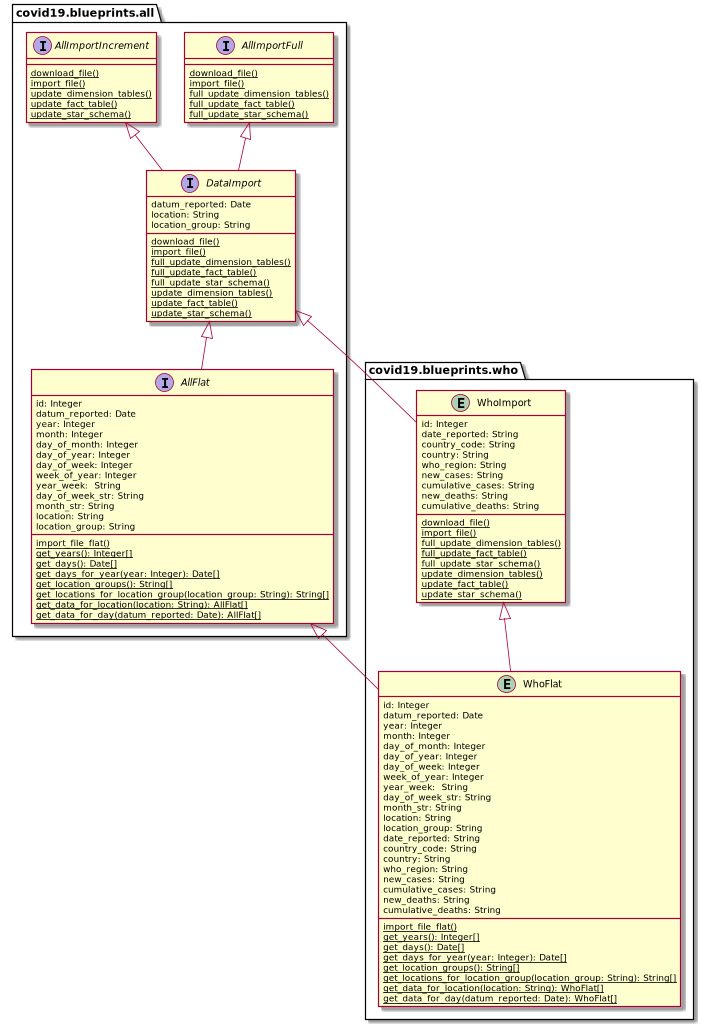 covid19.blueprints.all
I AllImportIncrement
download_file()
import_file()
update_dimension_tables()
update_fact_table()
update_star_schema()
I AllImportFull
download_file()
import_file()
full_update_dimension_tables()
full_update_fact_table()
full_update_star_schema()
I DataImport
datum_reported: Date
location: String
location_group: String
download_file()
import_file()
full_update_dimension_tables()
full_update_fact_table()
full_update_star_schema()
update_dimension_tables()
update_fact_table()
update_star_schema()
I AllFlat
id: Integer
datum_reported: Date
year: Integer
month: Integer
day_of_month: Integer
day_of_year: Integer
day_of_week: Integer
week_of_year: Integer
year_week:  String
day_of_week_str: String
month_str: String
location: String
location_group: String
import_file_flat()
get_years(): Integer[]
get_days(): Date[]
get_days_for_year(year: Integer): Date[]
get_location_groups(): String[]
get_locations_for_location_group(location_group: String): String[]
get_data_for_location(location: String): AllFlat[]
get_data_for_day(datum_reported: Date): AllFlat[]
covid19.blueprints.who
E WhoImport
id: Integer
date_reported: String
country_code: String
country: String
who_region: String
new_cases: String
cumulative_cases: String
new_deaths: String
cumulative_deaths: String
download_file()
import_file()
full_update_dimension_tables()
full_update_fact_table()
full_update_star_schema()
update_dimension_tables()
update_fact_table()
update_star_schema()
E WhoFlat
id: Integer
datum_reported: Date
year: Integer
month: Integer
day_of_month: Integer
day_of_year: Integer
day_of_week: Integer
week_of_year: Integer
year_week:  String
day_of_week_str: String
month_str: String
location: String
location_group: String
date_reported: String
country_code: String
country: String
who_region: String
new_cases: String
cumulative_cases: String
new_deaths: String
cumulative_deaths: String
import_file_flat()
get_years(): Integer[]
get_days(): Date[]
get_days_for_year(year: Integer): Date[]
get_location_groups(): String[]
get_locations_for_location_group(location_group: String): String[]
get_data_for_location(location: String): WhoFlat[]
get_data_for_day(datum_reported: Date): WhoFlat[]